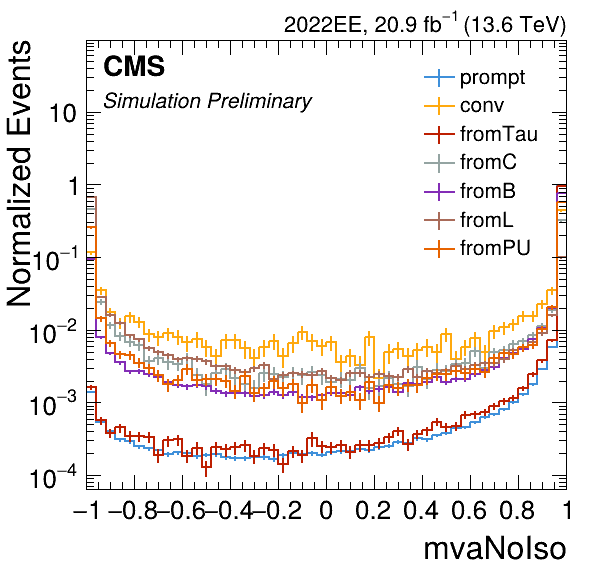 2022EE, 20.9 fb⁻¹ (13.6 TeV)
Normalized Events
CMS
Simulation Preliminary
prompt
conv
fromTau
fromC
fromB
fromL
fromPU
10
1
10⁻¹
10⁻²
10⁻³
10⁻⁴
−1 −0.8 −0.6 −0.4 −0.2 0 0.2 0.4 0.6 0.8 1
mvaNoIso